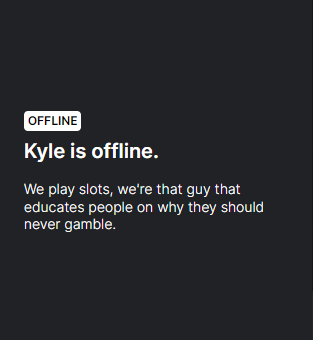 OFFLINE
Kyle is offline.
We play slots, we're that guy that
educates people on why they should
never gamble.